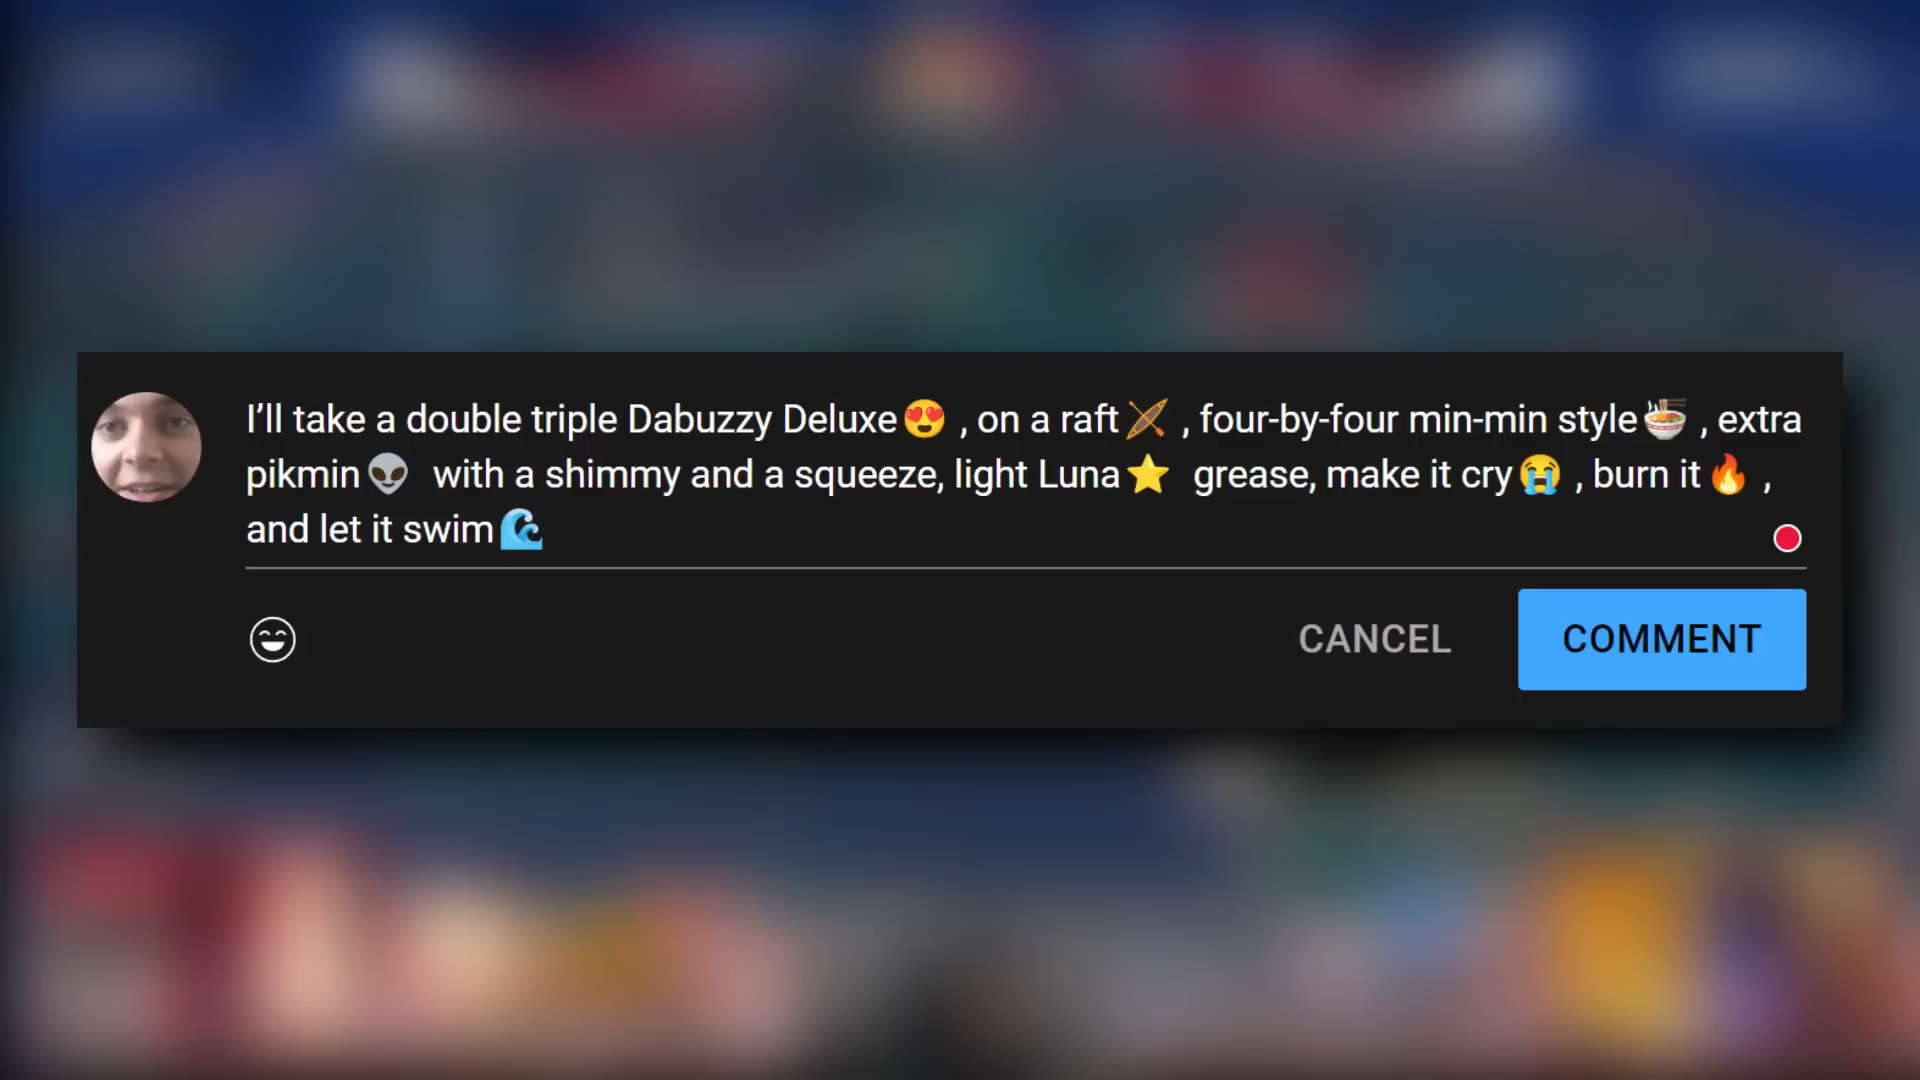 I’ll take a double triple Dabuzzy Deluxe😍 , on a raft🏹 , four-by-four min-min style🍜 , extra
pikmin👽 with a shimmy and a squeeze, light Luna⭐ grease, make it cry😭 , burn it🔥 ,
and let it swim🌊
CANCEL
COMMENT